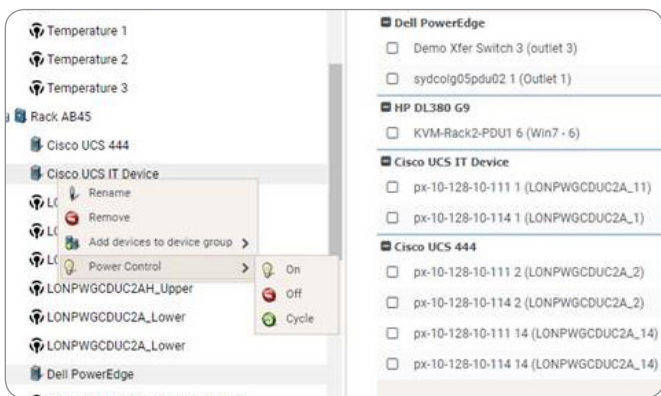 Temperature 1
Temperature 2
Temperature 3
Rack AB45
Cisco UCS 444
Cisco UCS IT Device
Rename
Remove
Add devices to device group
Power Control
On
Off
Cycle
LONPWGCDUC2AH_Upper
LONPWGCDUC2A_Lower
LONPWGCDUC2A_Lower
Dell PowerEdge
Dell PowerEdge
Demo Xfer Switch 3 (outlet 3)
sydcolg05pdu02 1 (Outlet 1)
HP DL380 G9
KVM-Rack2-PDU1 6 (Win7 - 6)
Cisco UCS IT Device
px-10-128-10-111 1 (LONPWGCDUC2A_11)
px-10-128-10-114 1 (LONPWGCDUC2A_1)
Cisco UCS 444
px-10-128-10-111 2 (LONPWGCDUC2A_2)
px-10-128-10-114 2 (LONPWGCDUC2A_2)
px-10-128-10-111 14 (LONPWGCDUC2A_14)
px-10-128-10-114 14 (LONPWGCDUC2A_14)